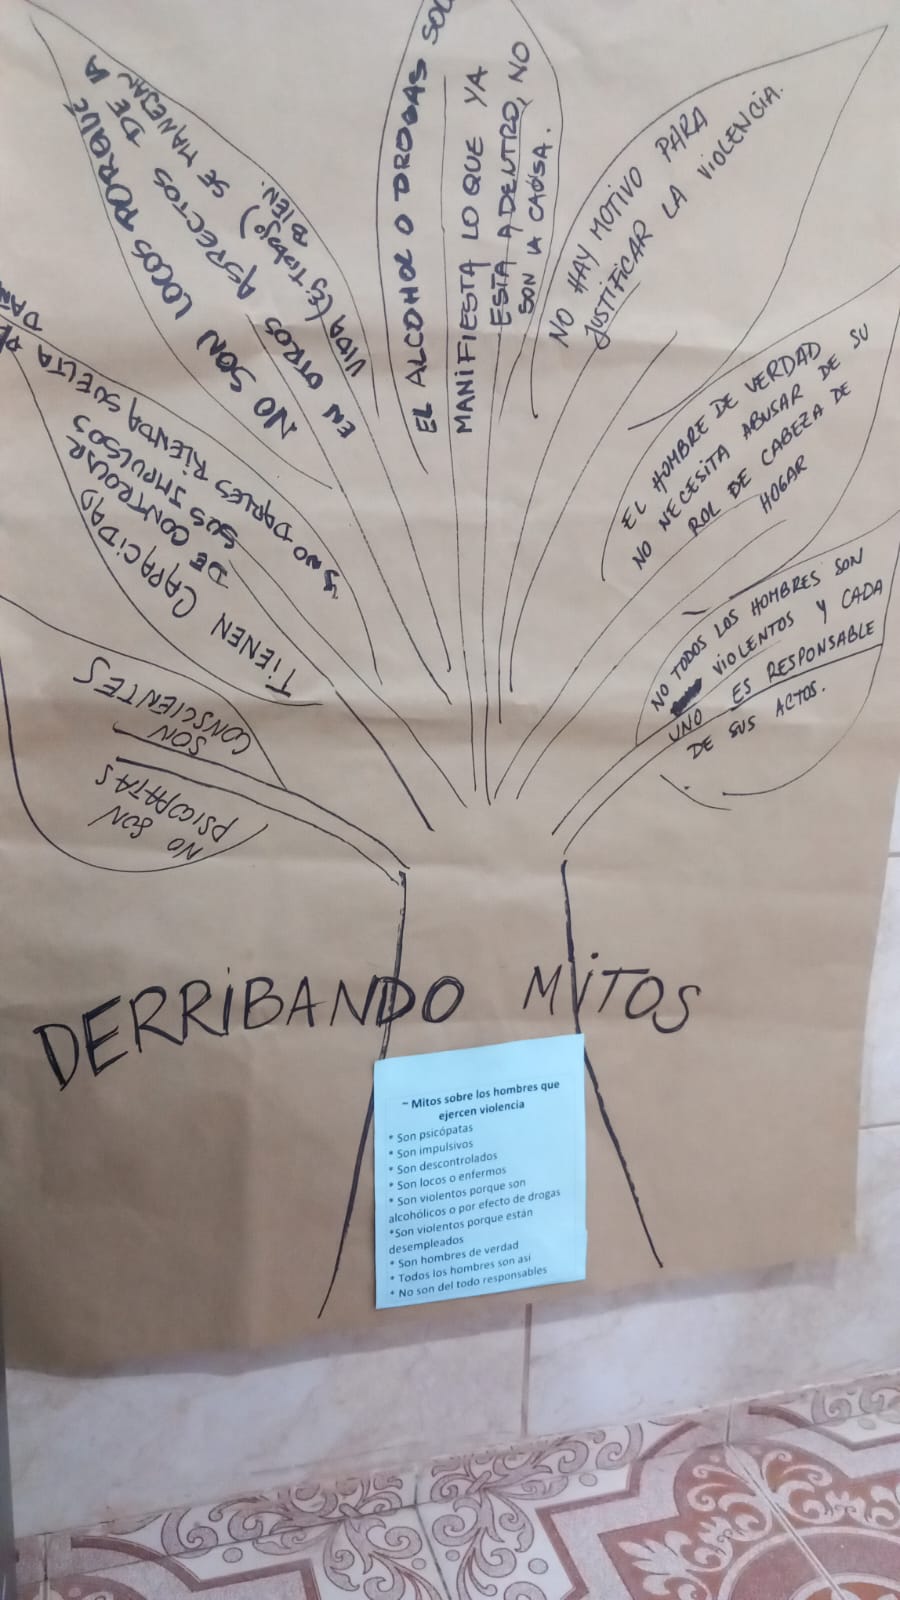 NO SON
PSICOPATAS
SON
CONSCIENTES
TIENEN CAPACIDAD
DE CONTROLAR
SUS IMPULSOS
Y NO DARLES RIENDA SUELTA
NO SON LOCOS PORQUE
EN OTROS ASPECTOS DE LA
VIDA (EJ TRABAJO) SE MANEJAN
BIEN.
EL ALCOHOL O DROGAS
MANIFIESTA LO QUE YA
ESTA ADENTRO, NO
SON LA CAUSA.
NO HAY MOTIVO PARA
JUSTIFICAR LA VIOLENCIA.
EL HOMBRE DE VERDAD
NO NECESITA ABUSAR DE SU
ROL DE CABEZA DE
HOGAR
NO TODOS LOS HOMBRES SON
VIOLENTOS Y CADA
UNO ES RESPONSABLE
DE SUS ACTOS.
DERRIBANDO MITOS
~ Mitos sobre los hombres que
ejercen violencia
* Son psicópatas
* Son impulsivos
* Son descontrolados
* Son locos o enfermos
* Son violentos porque son
alcohólicos o por efecto de drogas
*Son violentos porque están
desempleados
* Son hombres de verdad
* Todos los hombres son así
* No son del todo responsables